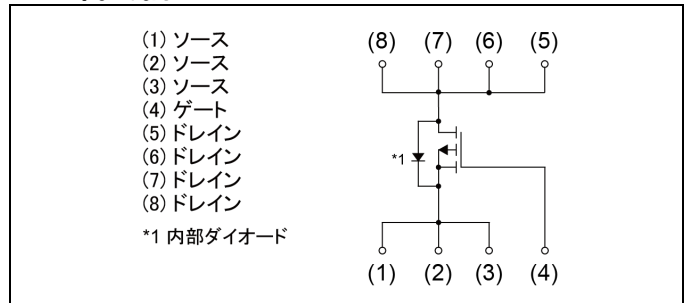 (1) ソース
(2) ソース
(3) ソース
(4) ゲート
(5) ドレイン
(6) ドレイン
(7) ドレイン
(8) ドレイン
*1 内部ダイオード
(8) (7) (6) (5)
*1
(1) (2) (3) (4)